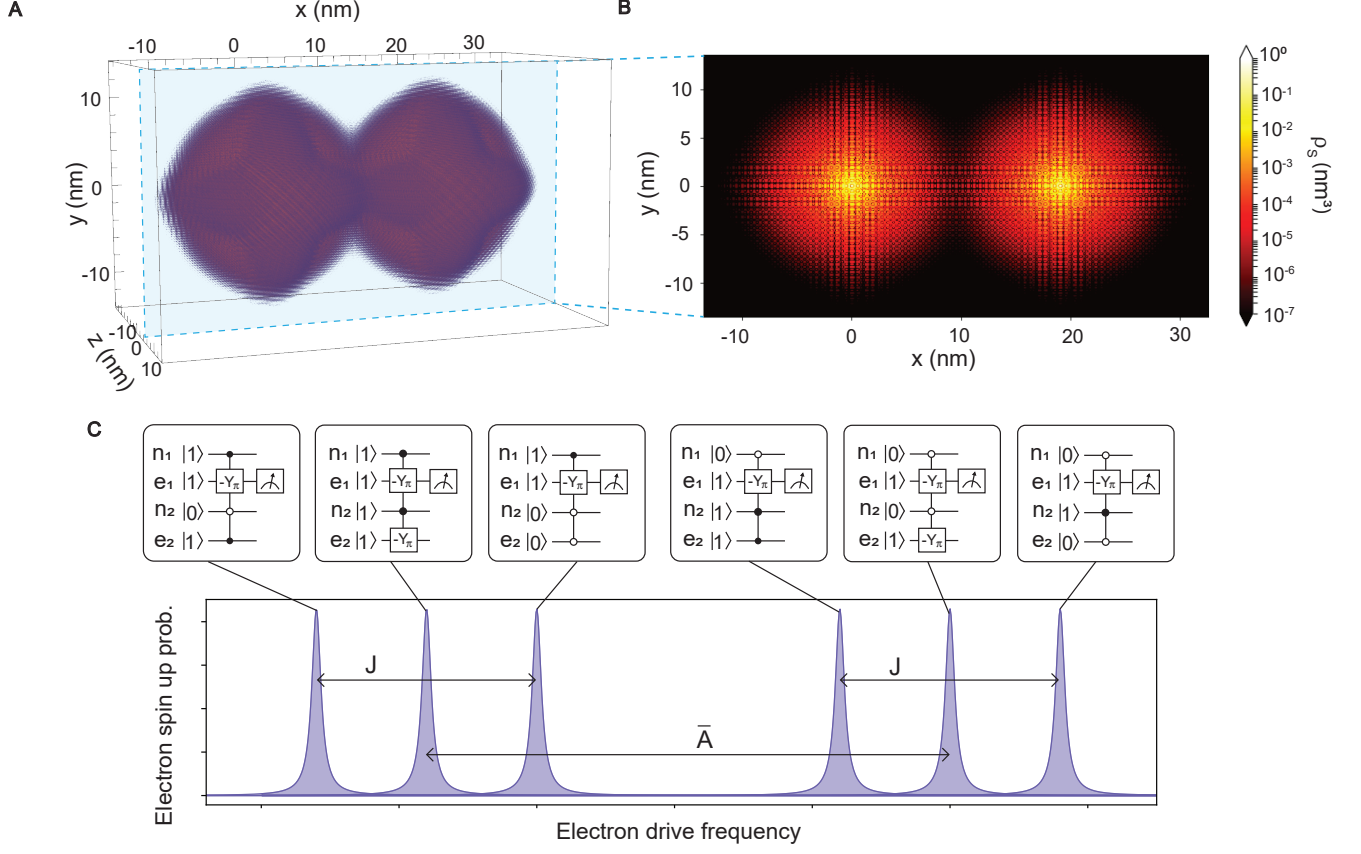 A
x (nm)
-10 0 10 20 30
10
0
-10
y (nm)
-10
0
10
z (nm)
B
10
5
0
-5
-10
y (nm)
-10 0 10 20 30
x (nm)
10⁰
10⁻¹
10⁻²
10⁻³
10⁻⁴
10⁻⁵
10⁻⁶
10⁻⁷
ρs (nm³)
C
n₁ |1⟩
e₁ |1⟩ -Yπ
n₂ |0⟩
e₂ |1⟩
n₁ |1⟩
e₁ |1⟩ -Yπ
n₂ |1⟩
e₂ |1⟩ -Yπ
n₁ |1⟩
e₁ |1⟩ -Yπ
n₂ |0⟩
e₂ |0⟩
n₁ |0⟩
e₁ |1⟩ -Yπ
n₂ |1⟩
e₂ |1⟩
n₁ |0⟩
e₁ |1⟩ -Yπ
n₂ |0⟩
e₂ |1⟩ -Yπ
n₁ |0⟩
e₁ |1⟩ -Yπ
n₂ |1⟩
e₂ |0⟩
Electron spin up prob.
J
J
Ā
Electron drive frequency